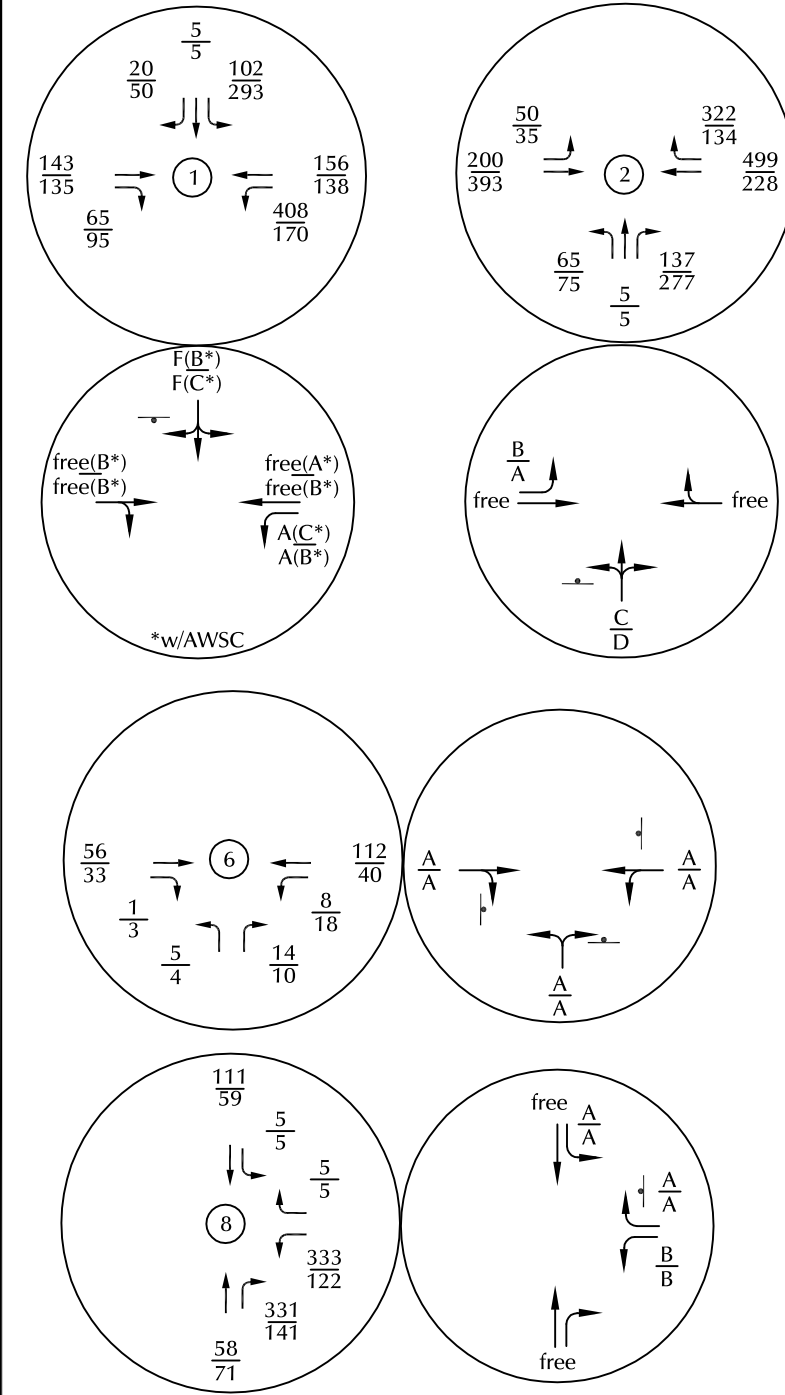 5
5
20
50
102
293
143
135
1
156
138
65
95
408
170
50
35
322
134
200
393
2
499
228
65
75
137
277
5
5
F(B*)
F(C*)
free(B*)
free(B*)
free(A*)
free(B*)
A(C*)
A(B*)
*w/AWSC
B
A
free
free
C
D
56
33
6
112
40
1
3
8
18
5
4
14
10
A
A
A
A
A
A
111
59
5
5
5
5
8
333
122
331
141
58
71
free
A
A
A
A
B
B
free